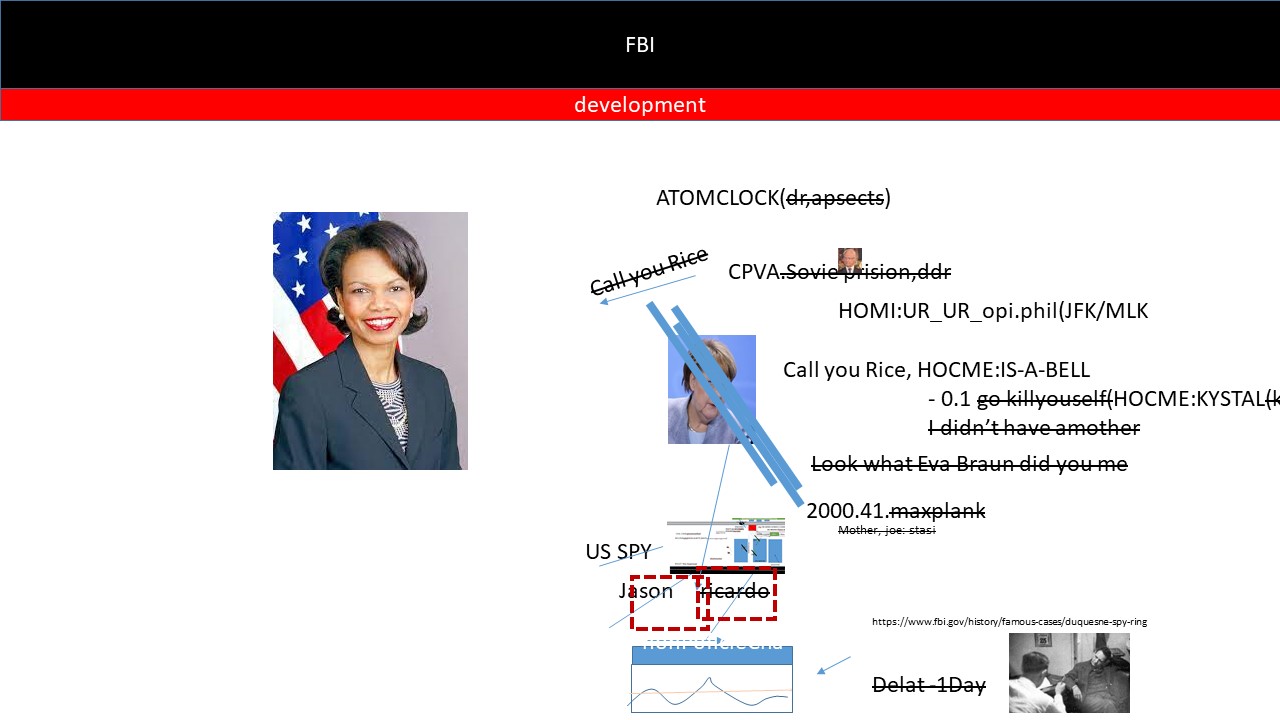 FBI
development
ATOMCLOCK(dr,apsects)
Call you Rice
CPVA.Sovie prision,ddr
HOMI:UR_UR_opi.phil(JFK/MLK
Call you Rice, HOCME:IS-A-BELL
- 0.1 go killyouself(HOCME:KYSTAL(k
I didn't have amother
Look what Eva Braun did you me
2000.41.maxplank
Mother, joe: stasi
US SPY
Jason ricardo
https://www.fbi.gov/history/famous-cases/duquesne-spy-ring
Delat -1Day